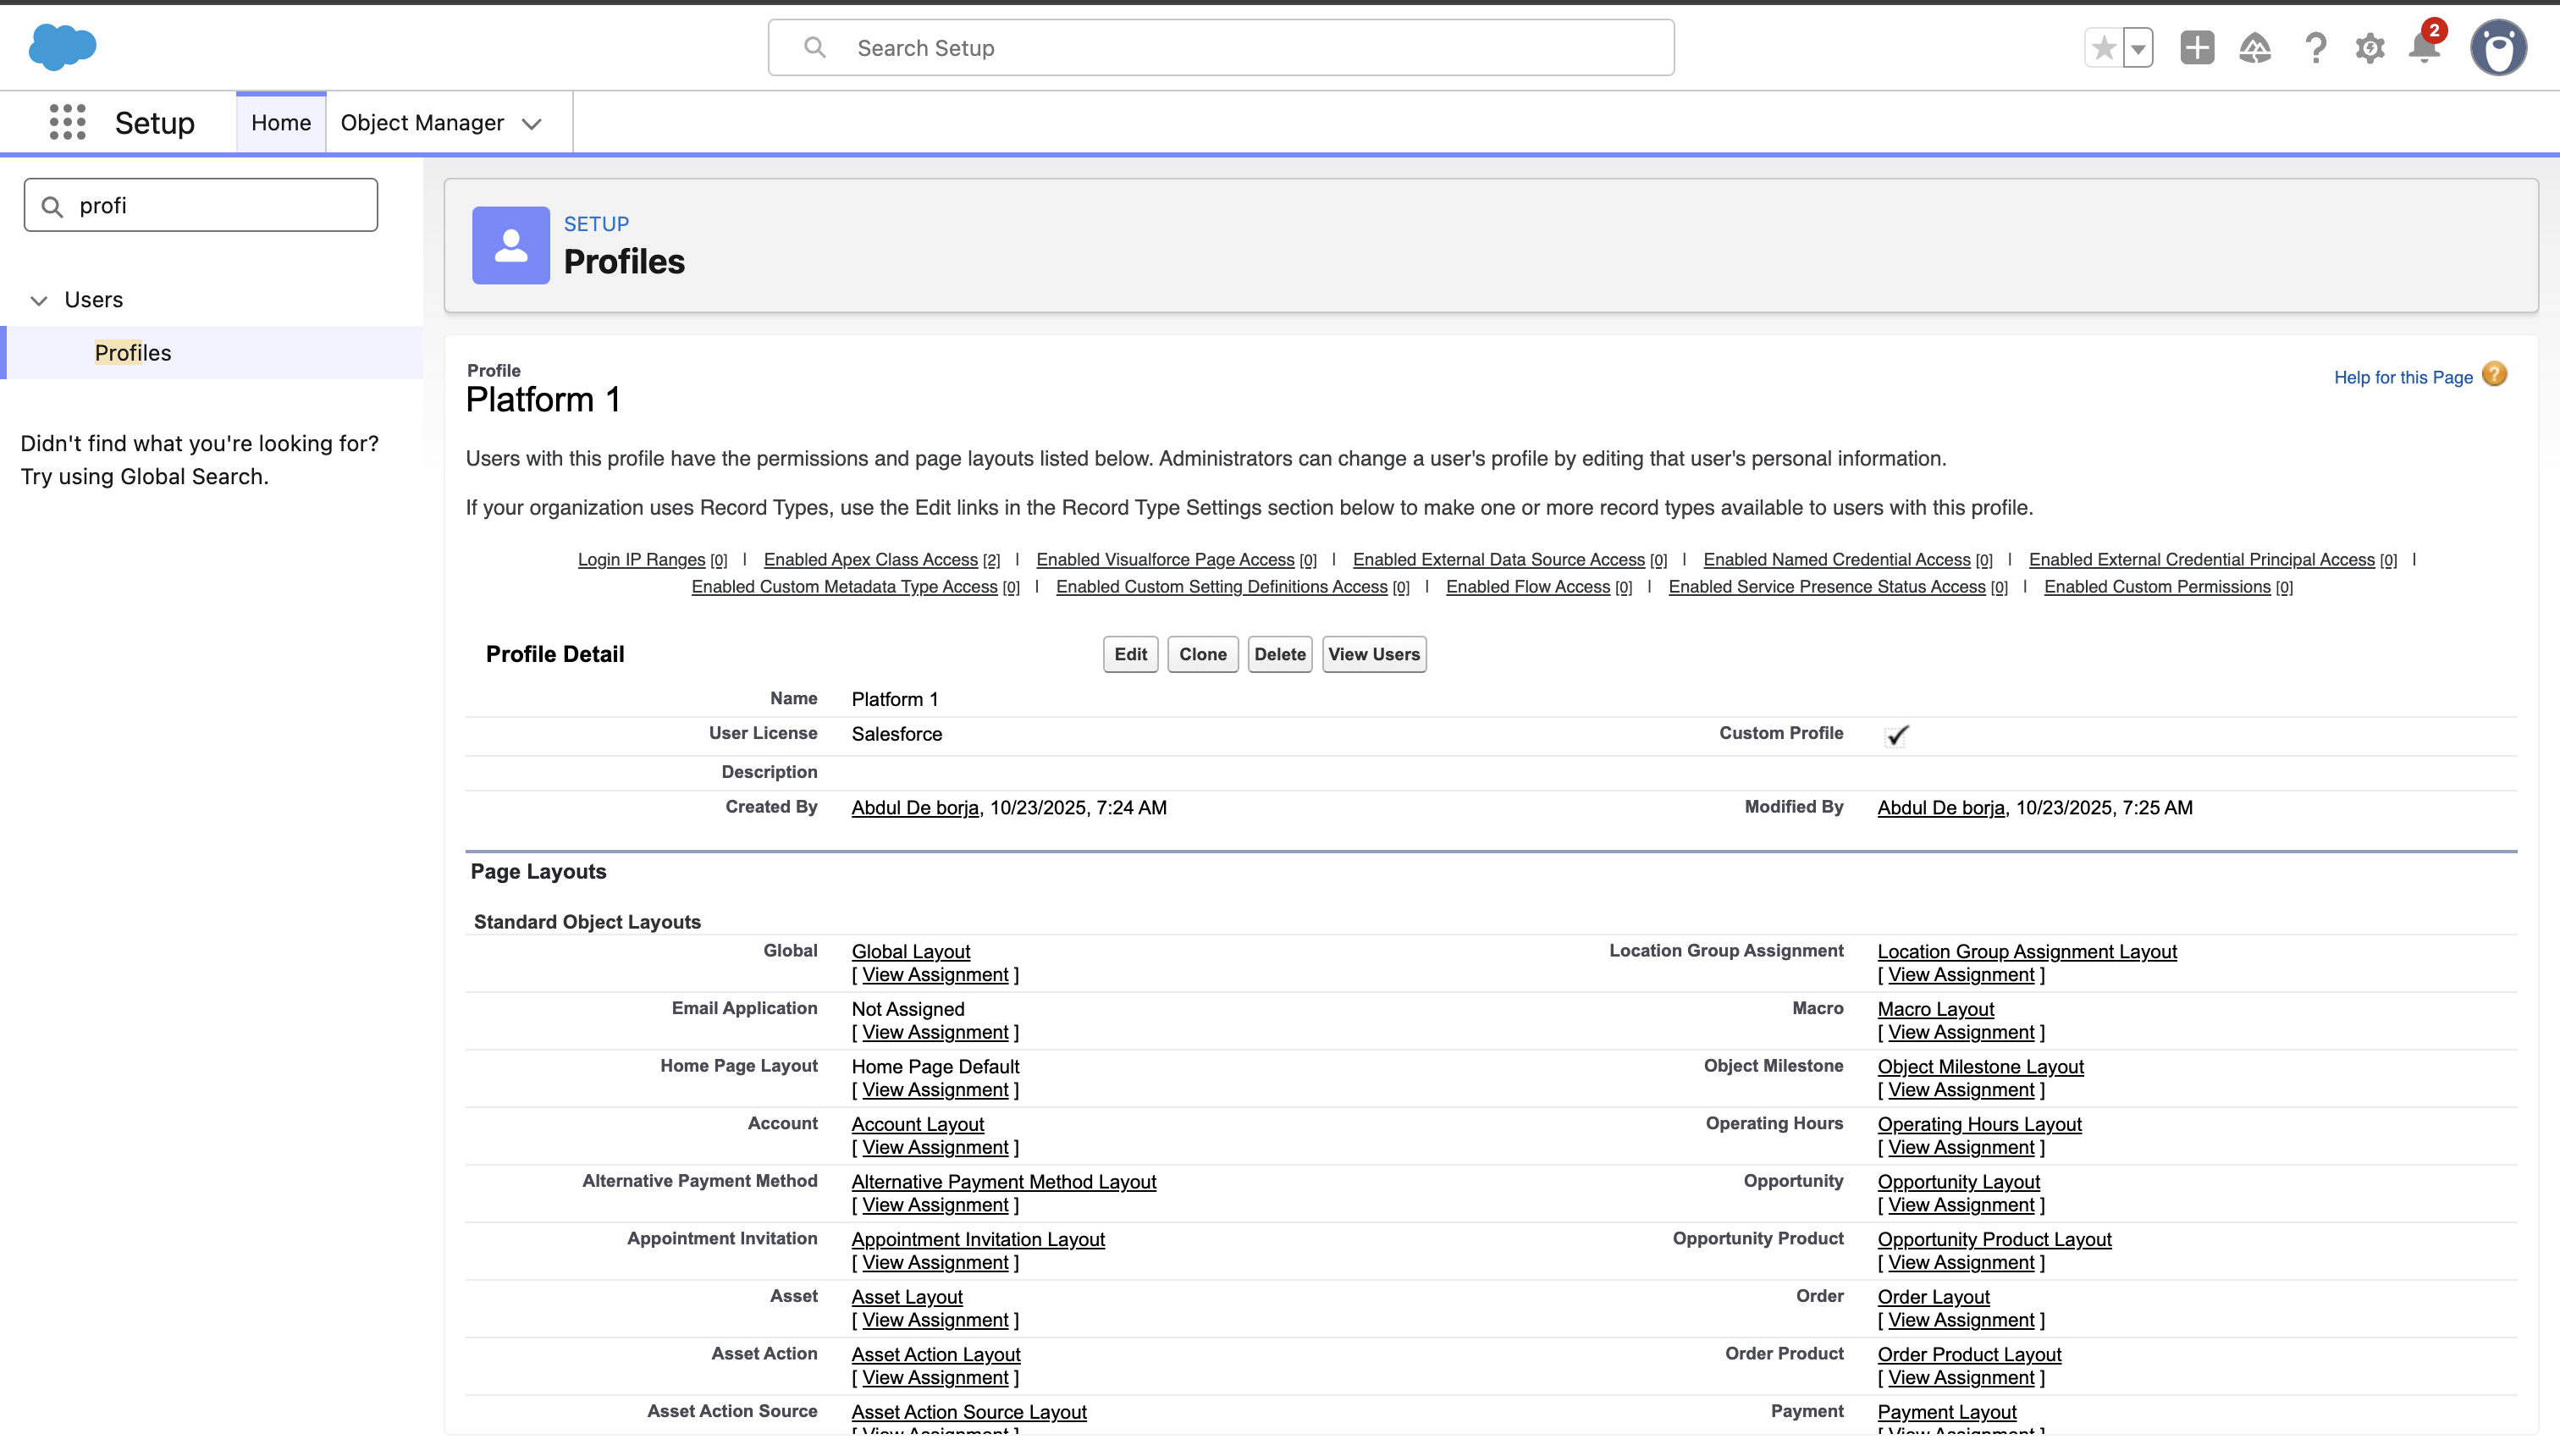 Search Setup
2
Setup
Home
Object Manager
profi
Users
Profiles
Didn't find what you're looking for?
Try using Global Search.
SETUP
Profiles
Profile
Platform 1
Help for this Page
Users with this profile have the permissions and page layouts listed below. Administrators can change a user's profile by editing that user's personal information.
If your organization uses Record Types, use the Edit links in the Record Type Settings section below to make one or more record types available to users with this profile.
Login IP Ranges [0] | Enabled Apex Class Access [2] | Enabled Visualforce Page Access [0] | Enabled External Data Source Access [0] | Enabled Named Credential Access [0] | Enabled External Credential Principal Access [0] |
Enabled Custom Metadata Type Access [0] | Enabled Custom Setting Definitions Access [0] | Enabled Flow Access [0] | Enabled Service Presence Status Access [0] | Enabled Custom Permissions [0]
Profile Detail Edit Clone Delete View Users
Name Platform 1
User License Salesforce Custom Profile
Description
Created By Abdul De borja, 10/23/2025, 7:24 AM Modified By Abdul De borja, 10/23/2025, 7:25 AM
Page Layouts
Standard Object Layouts
Global Global Layout Location Group Assignment Location Group Assignment Layout
[ View Assignment ] [ View Assignment ]
Email Application Not Assigned Macro Macro Layout
[ View Assignment ] [ View Assignment ]
Home Page Layout Home Page Default Object Milestone Object Milestone Layout
[ View Assignment ] [ View Assignment ]
Account Account Layout Operating Hours Operating Hours Layout
[ View Assignment ] [ View Assignment ]
Alternative Payment Method Alternative Payment Method Layout Opportunity Opportunity Layout
[ View Assignment ] [ View Assignment ]
Appointment Invitation Appointment Invitation Layout Opportunity Product Opportunity Product Layout
[ View Assignment ] [ View Assignment ]
Asset Asset Layout Order Order Layout
[ View Assignment ] [ View Assignment ]
Asset Action Asset Action Layout Order Product Order Product Layout
[ View Assignment ] [ View Assignment ]
Asset Action Source Asset Action Source Layout Payment Payment Layout
[ View Assignment ] [ View Assignment ]